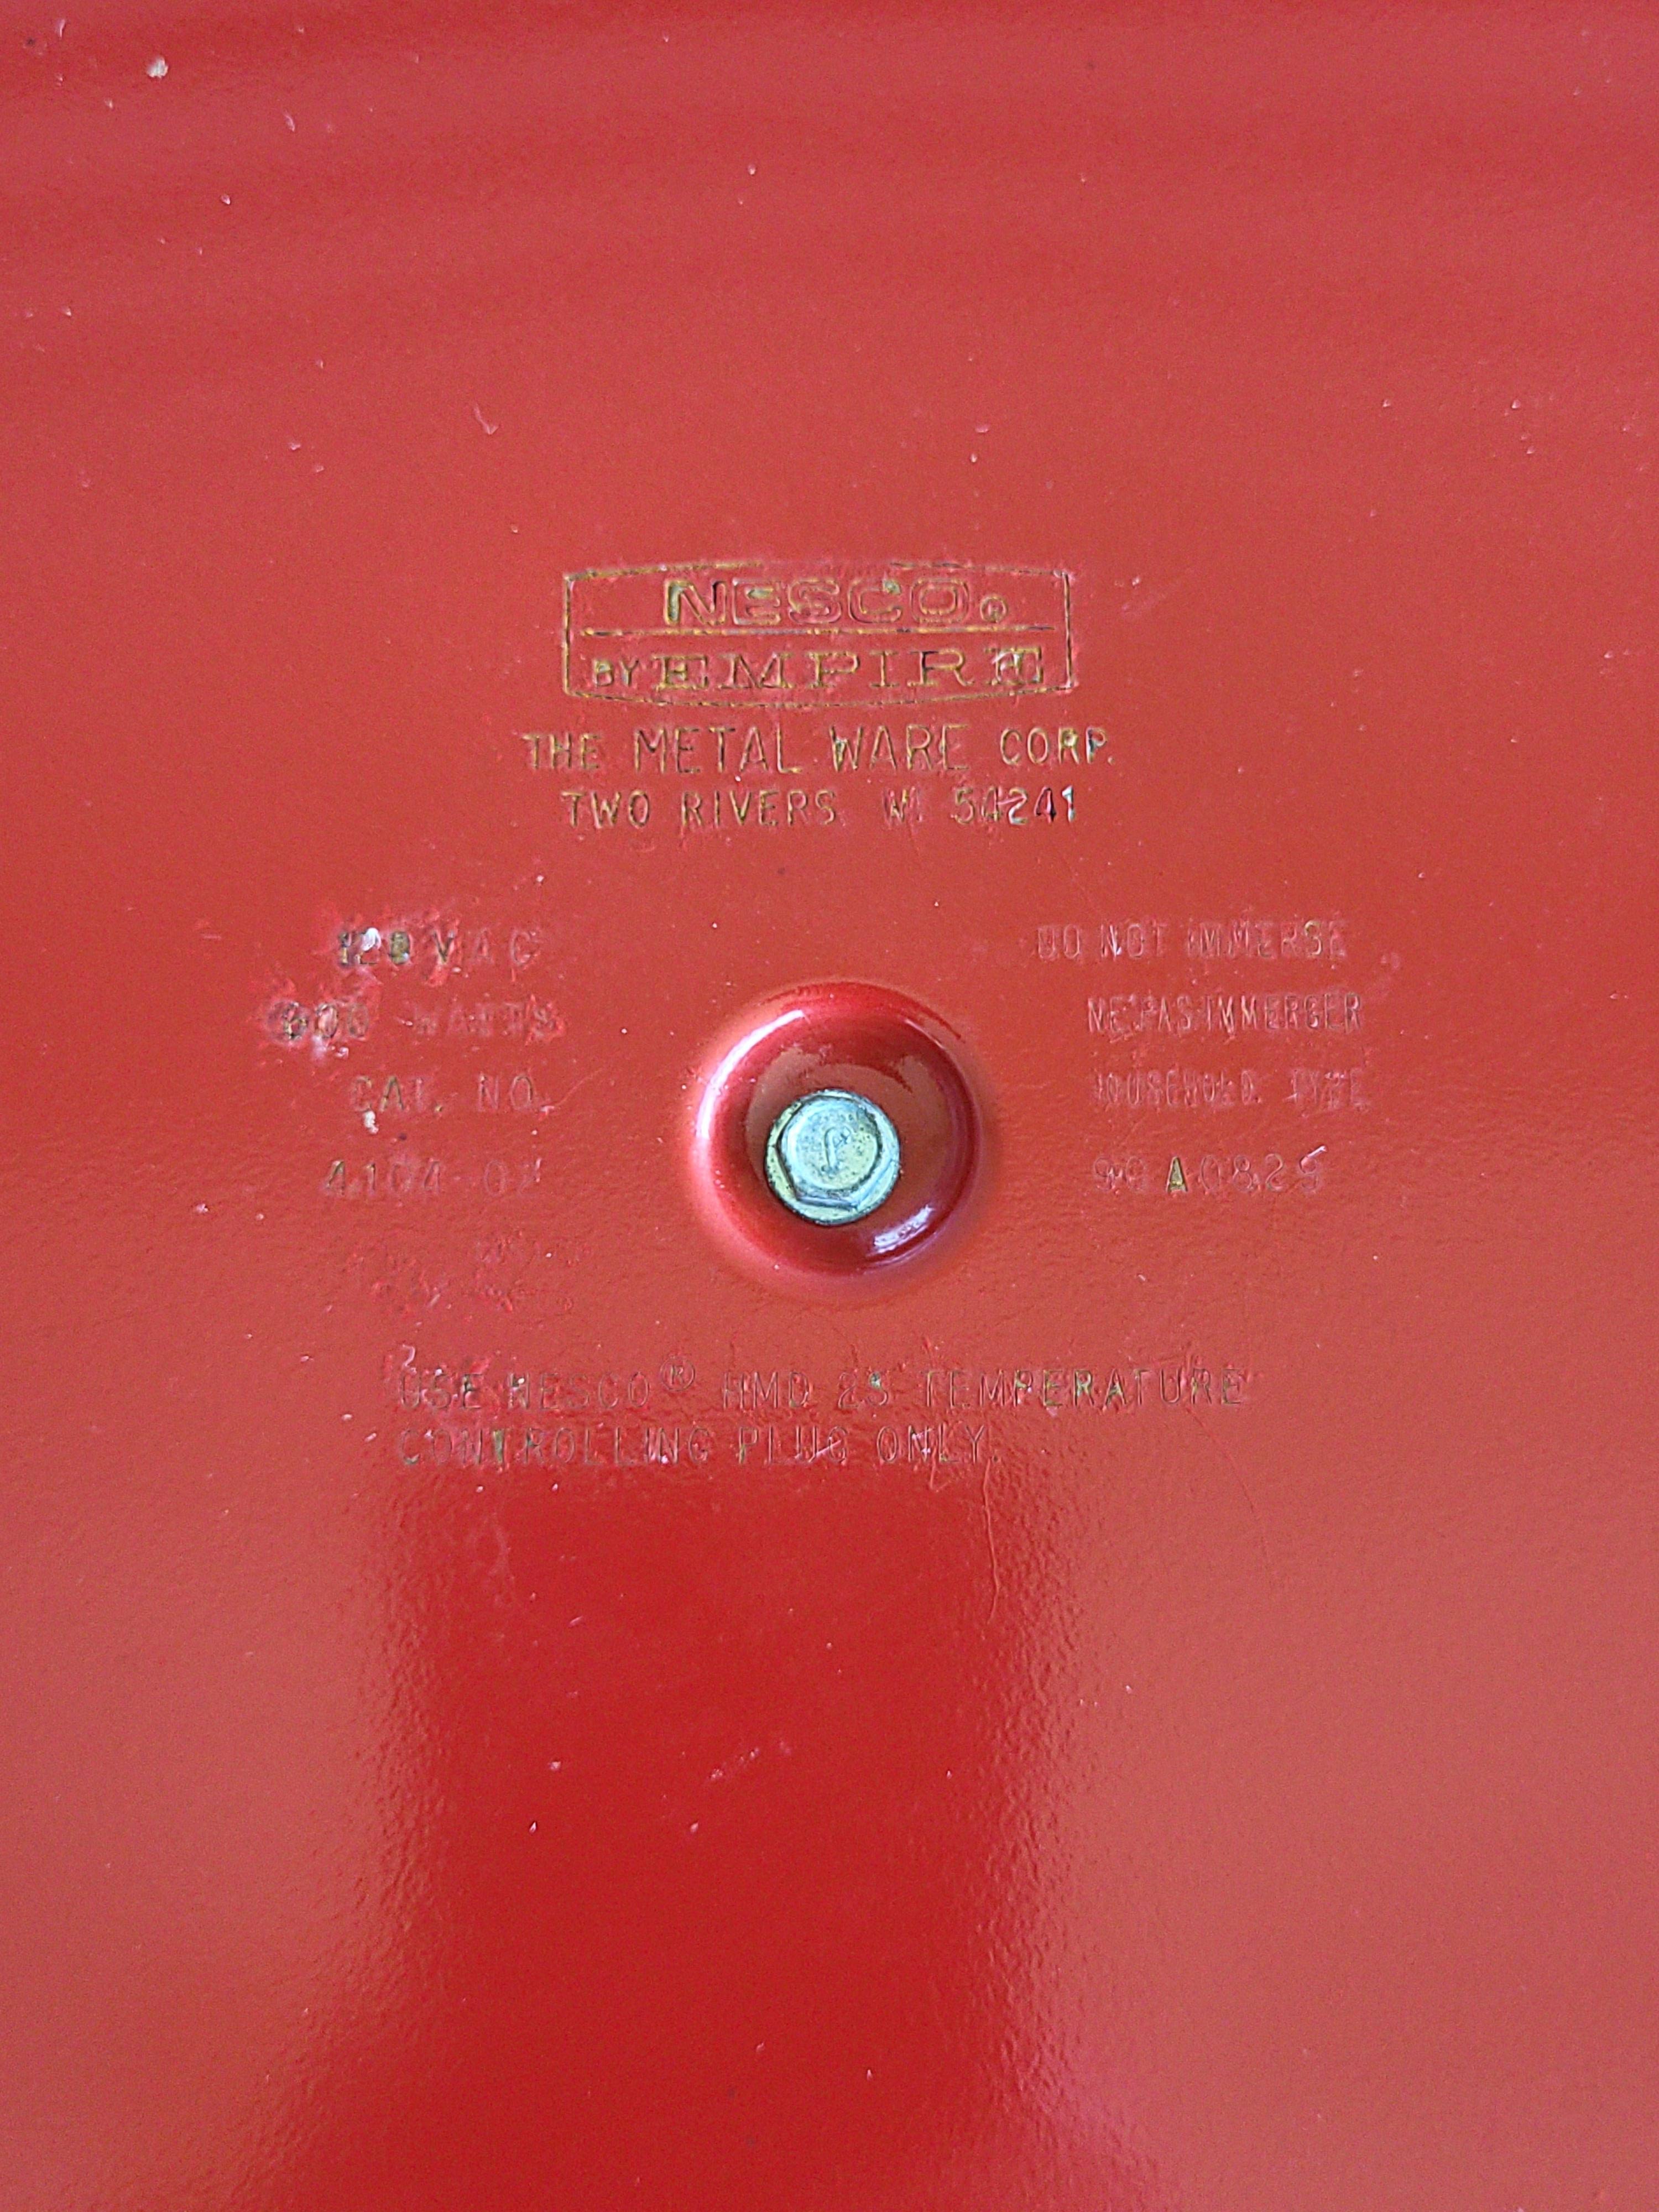 NESCO®
BY EMPIRE
THE METAL WARE CORP.
TWO RIVERS WI 54241
120 V A C
WATTS
CAT. NO.
DO NOT IMMERSE
NE PAS IMMERGER
HOUSEHOLD TYPE
USE NESCO® HMD 25 TEMPERATURE
CONTROLLING PLUG ONLY.